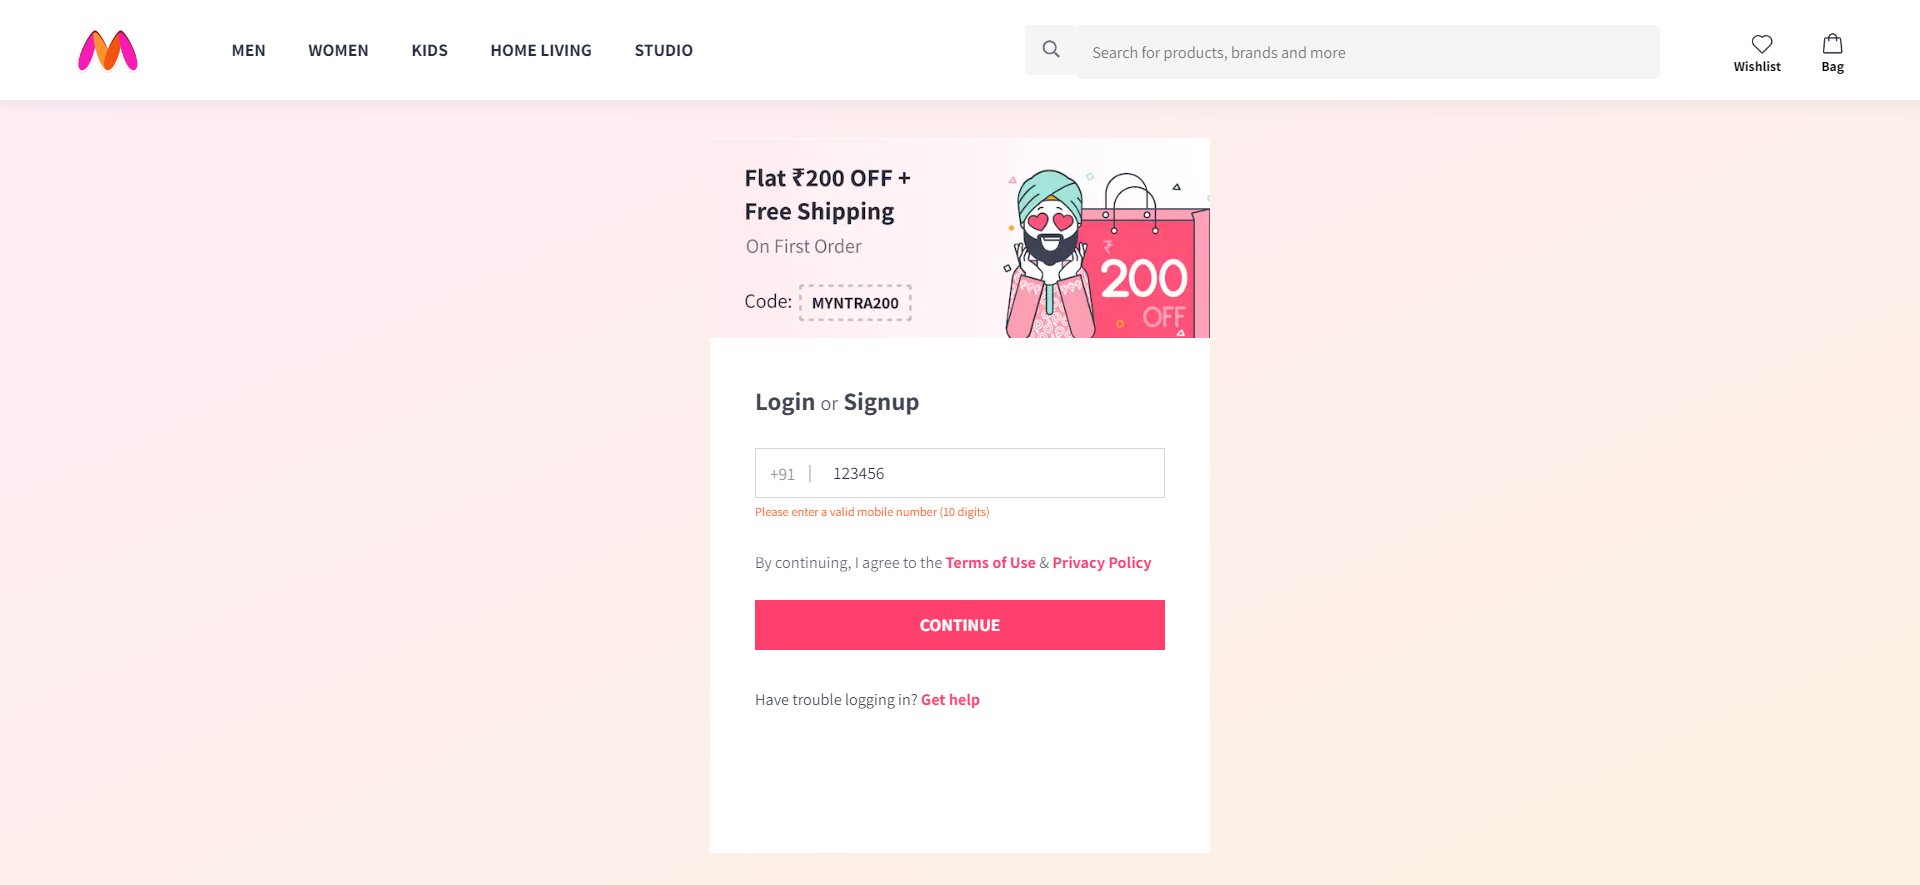 MEN WOMEN KIDS HOME LIVING STUDIO
Search for products, brands and more
Wishlist Bag
Flat ₹200 OFF +
Free Shipping
On First Order
Code: MYNTRA200
₹
200
OFF
Login or Signup
+91 | 123456
Please enter a valid mobile number (10 digits)
By continuing, I agree to the Terms of Use & Privacy Policy
CONTINUE
Have trouble logging in? Get help